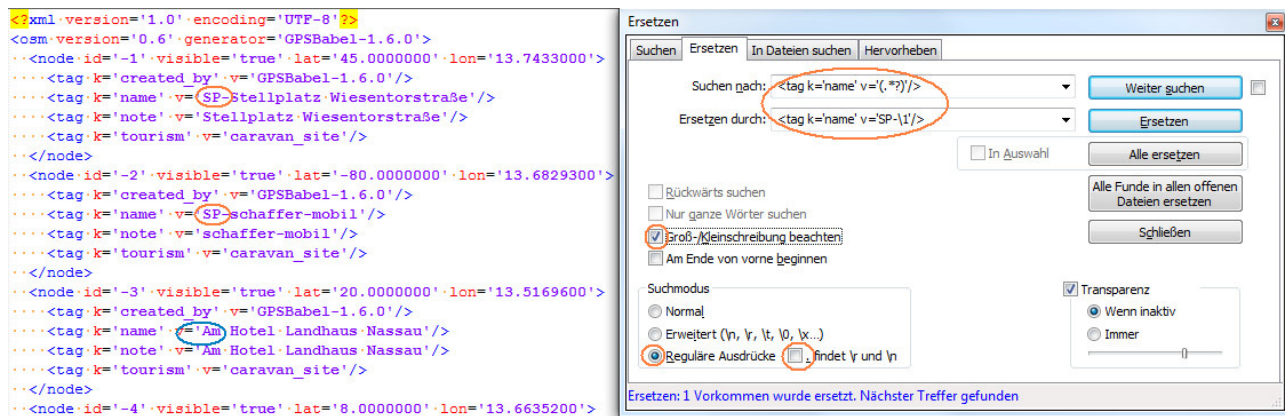 <?xml version='1.0' encoding='UTF-8'?>
<osm version='0.6' generator='GPSBabel-1.6.0'>
<node id='-1' visible='true' lat='45.0000000' lon='13.7433000'>
<tag k='created_by' v='GPSBabel-1.6.0'/>
<tag k='name' v='SP-Stellplatz Wiesentorstraße'/>
<tag k='note' v='Stellplatz Wiesentorstraße'/>
<tag k='tourism' v='caravan_site'/>
</node>
<node id='-2' visible='true' lat='-80.0000000' lon='13.6829300'>
<tag k='created_by' v='GPSBabel-1.6.0'/>
<tag k='name' v='SP-schaffer-mobil'/>
<tag k='note' v='schaffer-mobil'/>
<tag k='tourism' v='caravan_site'/>
</node>
<node id='-3' visible='true' lat='20.0000000' lon='13.5169600'>
<tag k='created_by' v='GPSBabel-1.6.0'/>
<tag k='name' v='Am Hotel Landhaus Nassau'/>
<tag k='note' v='Am Hotel Landhaus Nassau'/>
<tag k='tourism' v='caravan_site'/>
</node>
<node id='-4' visible='true' lat='8.0000000' lon='13.6635200'>
Ersetzen
Suchen Ersetzen In Dateien suchen Hervorheben
Suchen nach: <tag k='name' v='(.*?)'/> Weiter suchen
Ersetzen durch: <tag k='name' v='SP-\1'/> Ersetzen
In Auswahl Alle ersetzen
Rückwärts suchen
Nur ganze Wörter suchen
Alle Funde in allen offenen
Dateien ersetzen
Groß-/Kleinschreibung beachten Schließen
Am Ende von vorne beginnen
Suchmodus
Normal
Erweitert (\n, \r, \t, \0, \x...)
Reguläre Ausdrücke . findet \r und \n
Transparenz
Wenn inaktiv
Immer
Ersetzen: 1 Vorkommen wurde ersetzt. Nächster Treffer gefunden